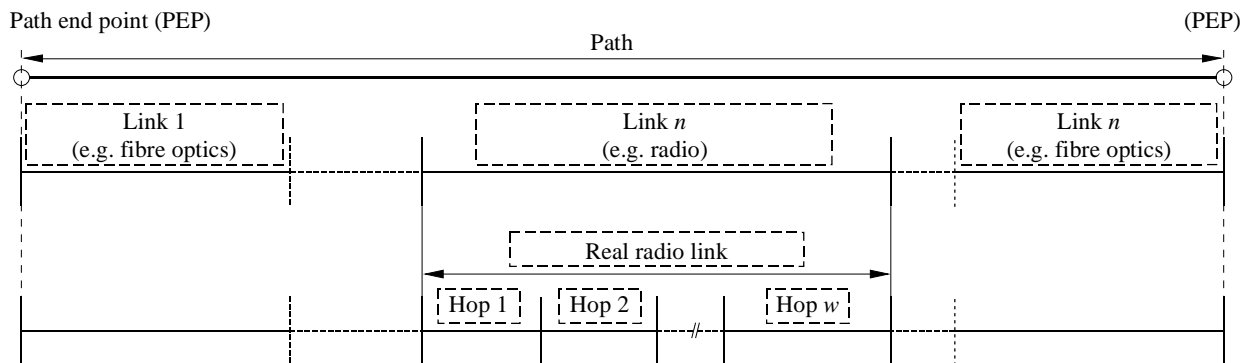 Path end point (PEP)
(PEP)
Path
Link 1
(e.g. fibre optics)
Link n
(e.g. radio)
Link n
(e.g. fibre optics)
Real radio link
Hop 1
Hop 2
Hop w